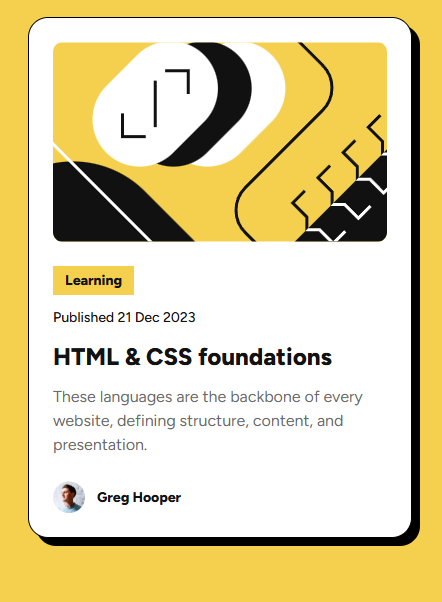 Learning
Published 21 Dec 2023
HTML & CSS foundations
These languages are the backbone of every
website, defining structure, content, and
presentation.
Greg Hooper